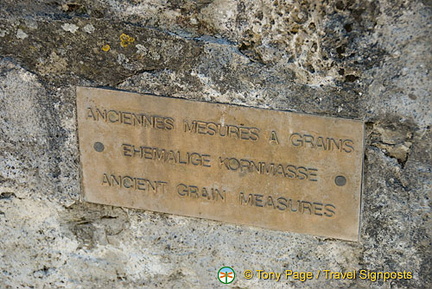 ANCIENNES MESURES A GRAINS
EHEMALIGE KORNMASSE
ANCIENT GRAIN MEASURES
© Tony Page / Travel Signposts